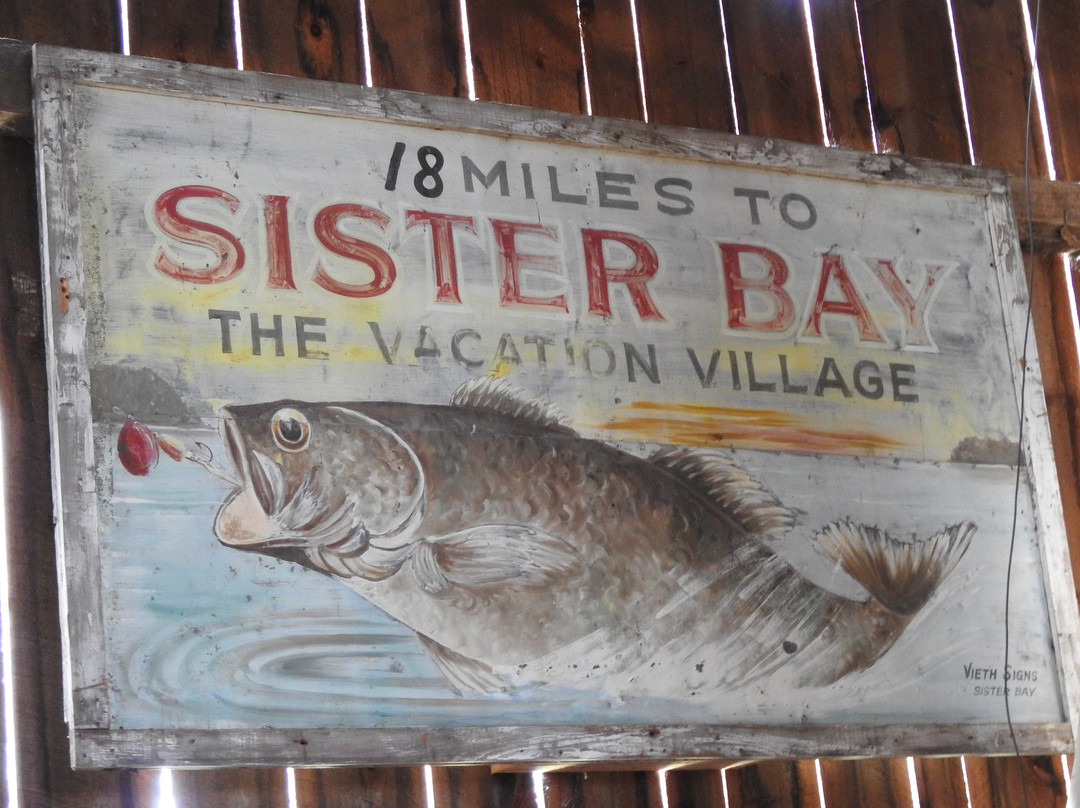 18 MILES TO
SISTER BAY
THE VACATION VILLAGE
VIETH SIGNS
SISTER BAY